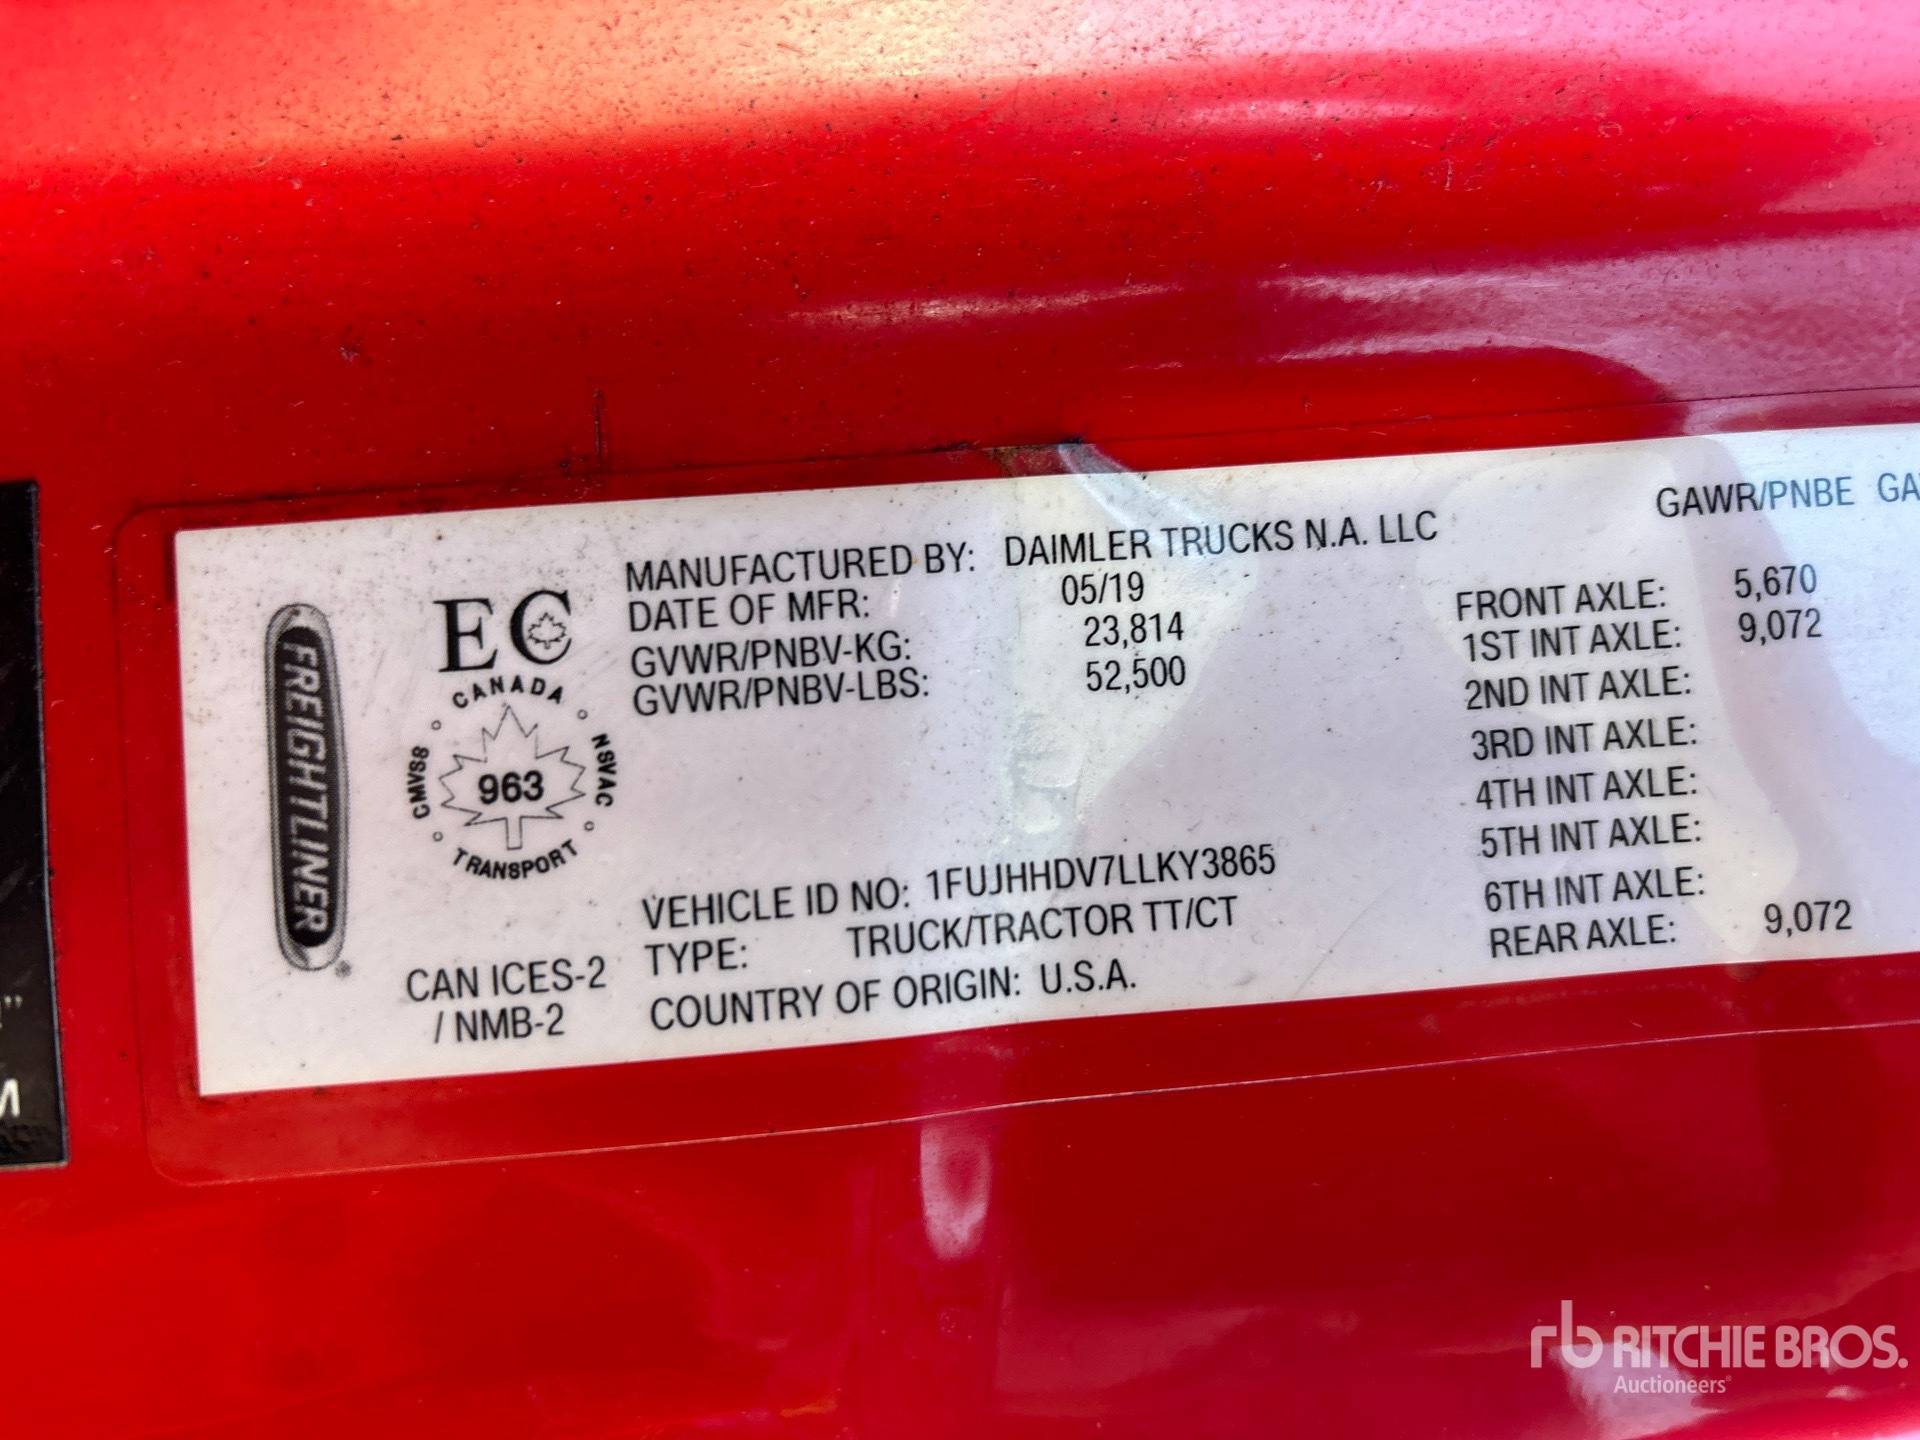 GAWR/PNBE GA
MANUFACTURED BY: DAIMLER TRUCKS N.A. LLC
DATE OF MFR: 05/19
GVWR/PNBV-KG: 23,814
GVWR/PNBV-LBS: 52,500
FRONT AXLE: 5,670
1ST INT AXLE: 9,072
2ND INT AXLE:
3RD INT AXLE:
4TH INT AXLE:
5TH INT AXLE:
6TH INT AXLE:
REAR AXLE: 9,072
FREIGHTLINER
EC
CANADA
CMVSS
963
NSVAC
TRANSPORT
VEHICLE ID NO: 1FUJHHDV7LLKY3865
TYPE: TRUCK/TRACTOR TT/CT
COUNTRY OF ORIGIN: U.S.A.
CAN ICES-2
/ NMB-2
rb RITCHIE BROS.
Auctioneers